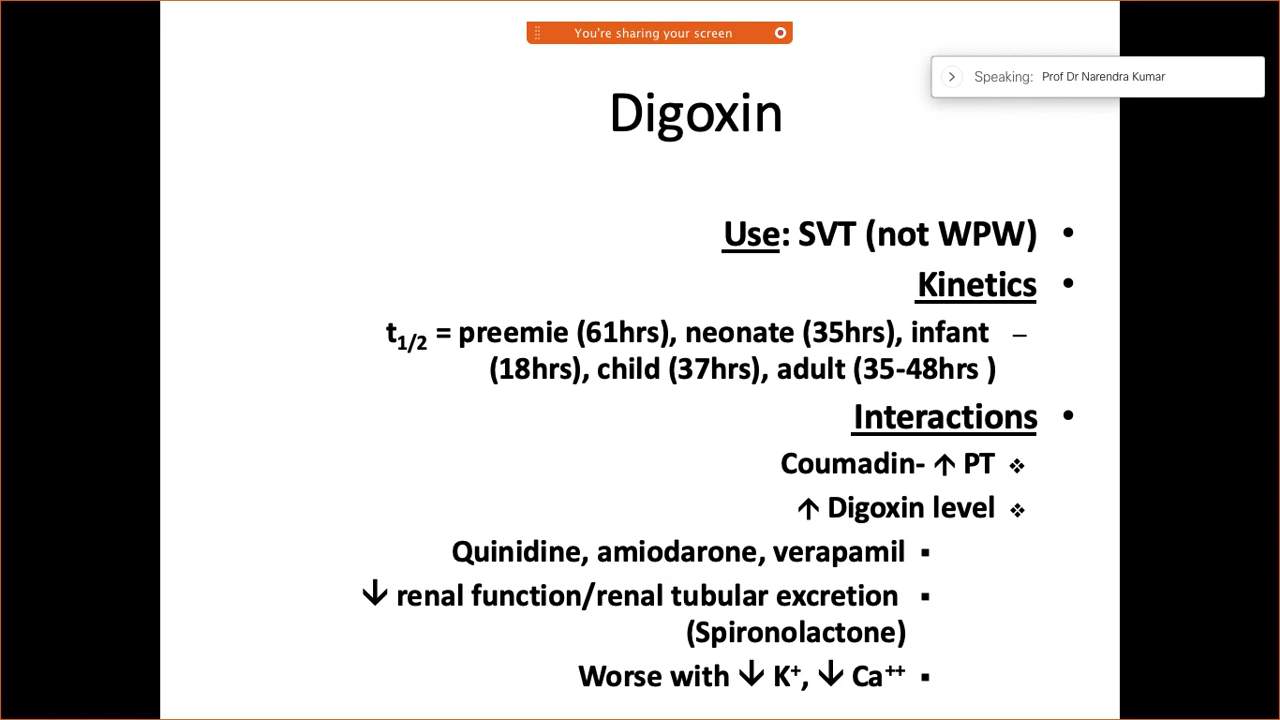 You're sharing your screen
Speaking: Prof Dr Narendra Kumar
Digoxin
• Use: SVT (not WPW)
• Kinetics
– t1/2 = preemie (61hrs), neonate (35hrs), infant
(18hrs), child (37hrs), adult (35-48hrs )
• Interactions
❖ Coumadin- ↑ PT
❖ ↑ Digoxin level
▪ Quinidine, amiodarone, verapamil
▪ ↓ renal function/renal tubular excretion
(Spironolactone)
▪ Worse with ↓ K+, ↓ Ca++